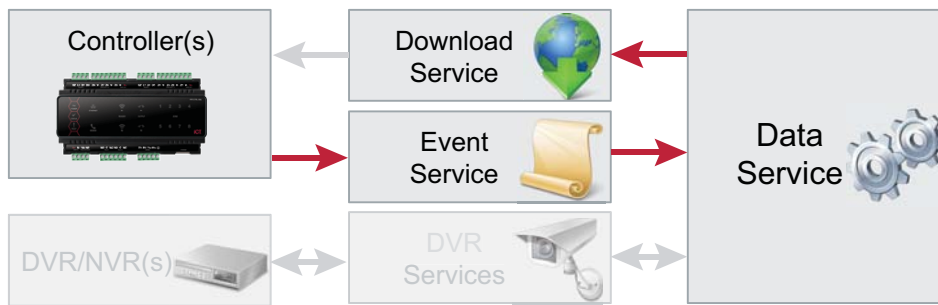 Controller(s)
Download
Service
Event
Service
Data
Service
DVR/NVR(s)
DVR
Services